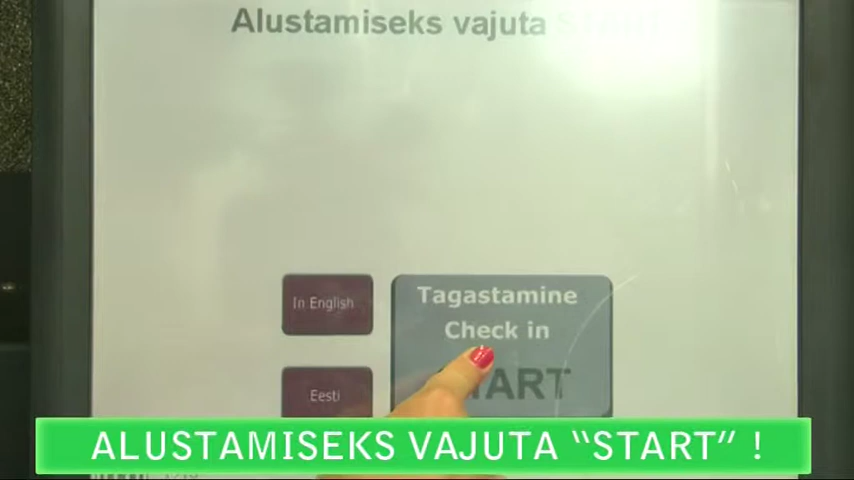 Alustamiseks vajuta START
In English
Tagastamine
Check in
START
Eesti
ALUSTAMISEKS VAJUTA “START” !